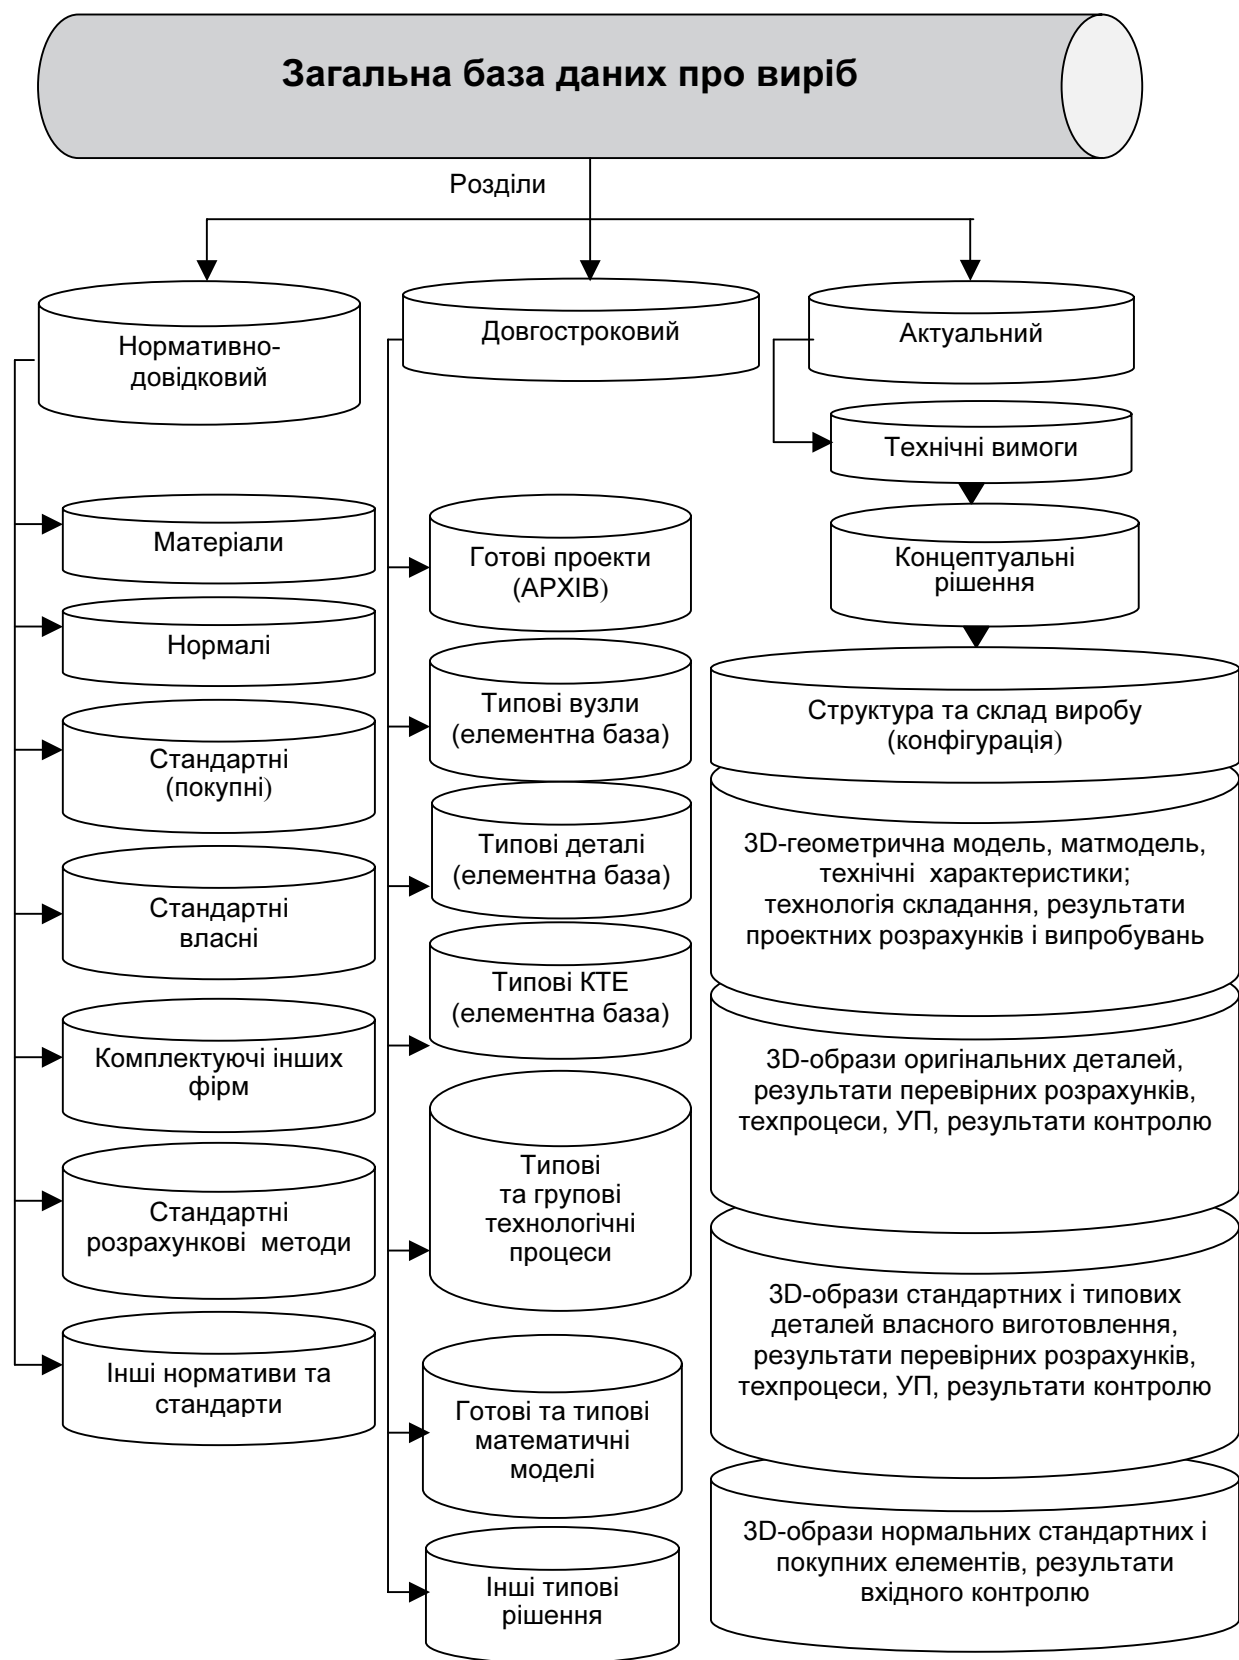 Загальна база даних про виріб
Розділи
Нормативно-
довідковий
Матеріали
Нормалі
Стандартні
(покупні)
Стандартні
власні
Комплектуючі інших
фірм
Стандартні
розрахункові методи
Інші нормативи та
стандарти
Довгостроковий
Готові проекти
(АРХІВ)
Типові вузли
(елементна база)
Типові деталі
(елементна база)
Типові КТЕ
(елементна база)
Типові
та групові
технологічні
процеси
Готові та типові
математичні
моделі
Інші типові
рішення
Актуальний
Технічні вимоги
Концептуальні
рішення
Структура та склад виробу
(конфігурація)
3D-геометрична модель, матмодель,
технічні характеристики;
технологія складання, результати
проектних розрахунків і випробувань
3D-образи оригінальних деталей,
результати перевірних розрахунків,
техпроцеси, УП, результати контролю
3D-образи стандартних і типових
деталей власного виготовлення,
результати перевірних розрахунків,
техпроцеси, УП, результати контролю
3D-образи нормальних стандартних і
покупних елементів, результати
вхідного контролю